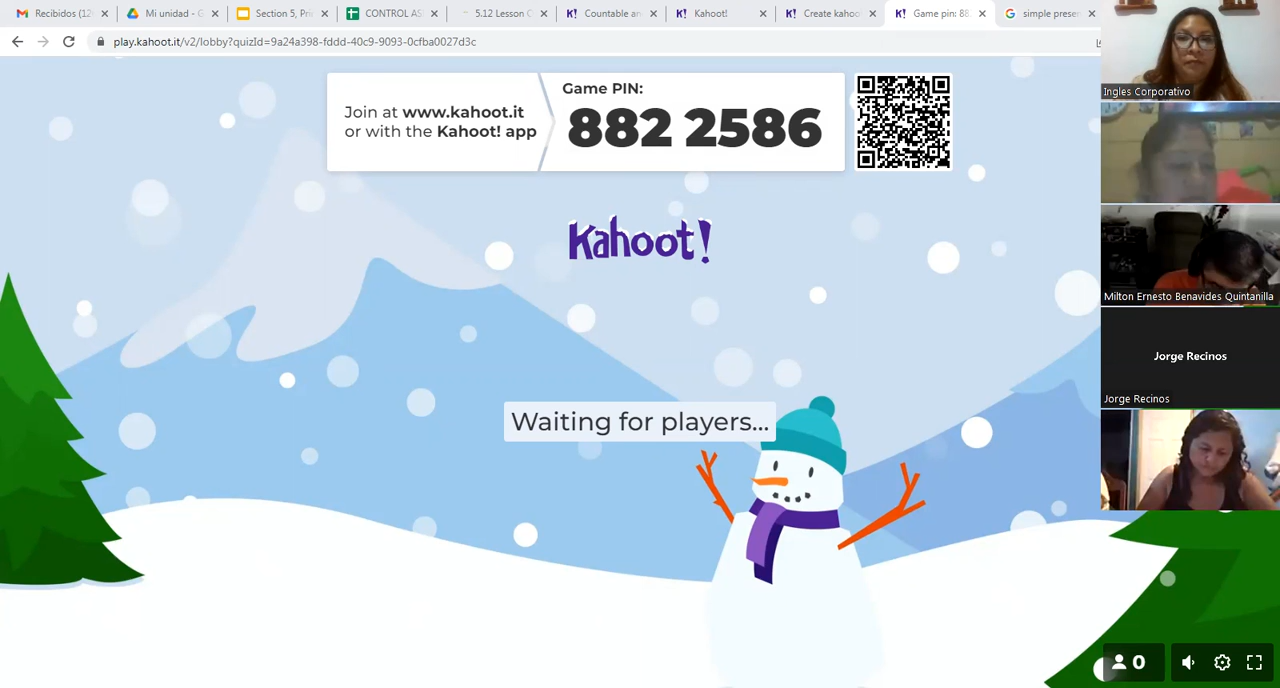 Recibidos (12
Mi unidad - G
Section 5, Pri
CONTROL AS
5.12 Lesson C
Countable an
Kahoot!
Create kahoo
Game pin: 88
simple presen
play.kahoot.it/v2/lobby?quizId=9a24a398-fddd-40c9-9093-0cfba0027d3c
Join at www.kahoot.it
or with the Kahoot! app
Game PIN:
882 2586
Kahoot!
Waiting for players...
Ingles Corporativo
Milton Ernesto Benavides Quintanilla
Jorge Recinos
Jorge Recinos
0